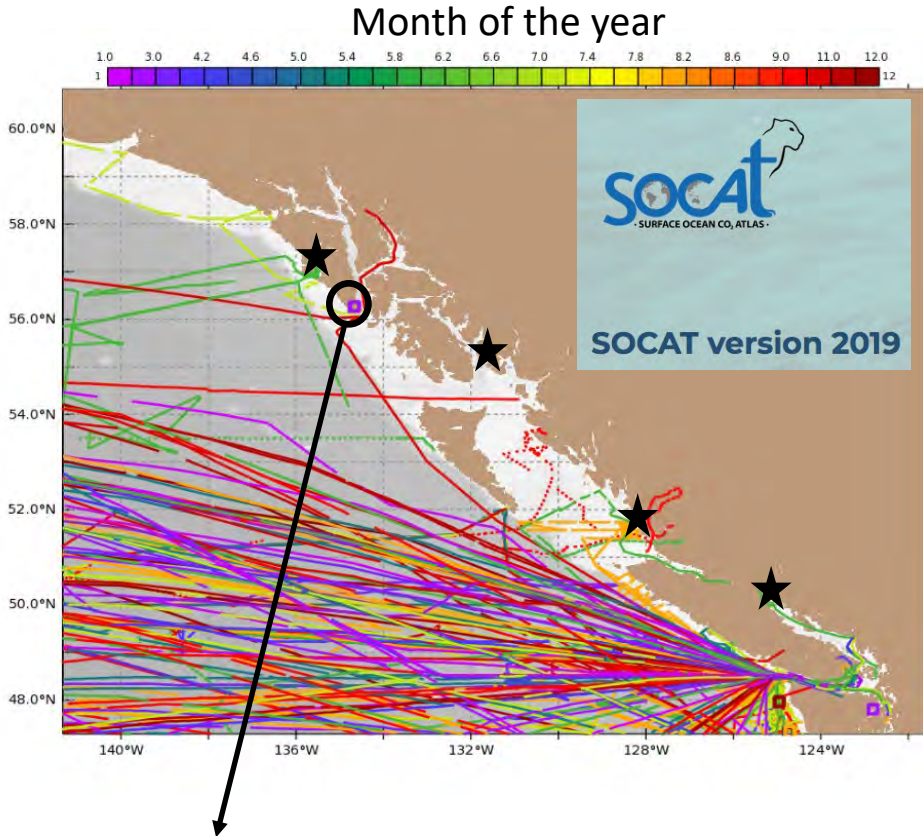 Month of the year
1.0 3.0 4.2 4.6 5.0 5.4 5.8 6.2 6.6 7.0 7.4 7.8 8.2 8.6 9.0 11.0 12.0
1 12
60.0°N
58.0°N
56.0°N
54.0°N
52.0°N
50.0°N
48.0°N
SOCAt
· SURFACE OCEAN CO₂ ATLAS ·
SOCAT version 2019
140°W 136°W 132°W 128°W 124°W